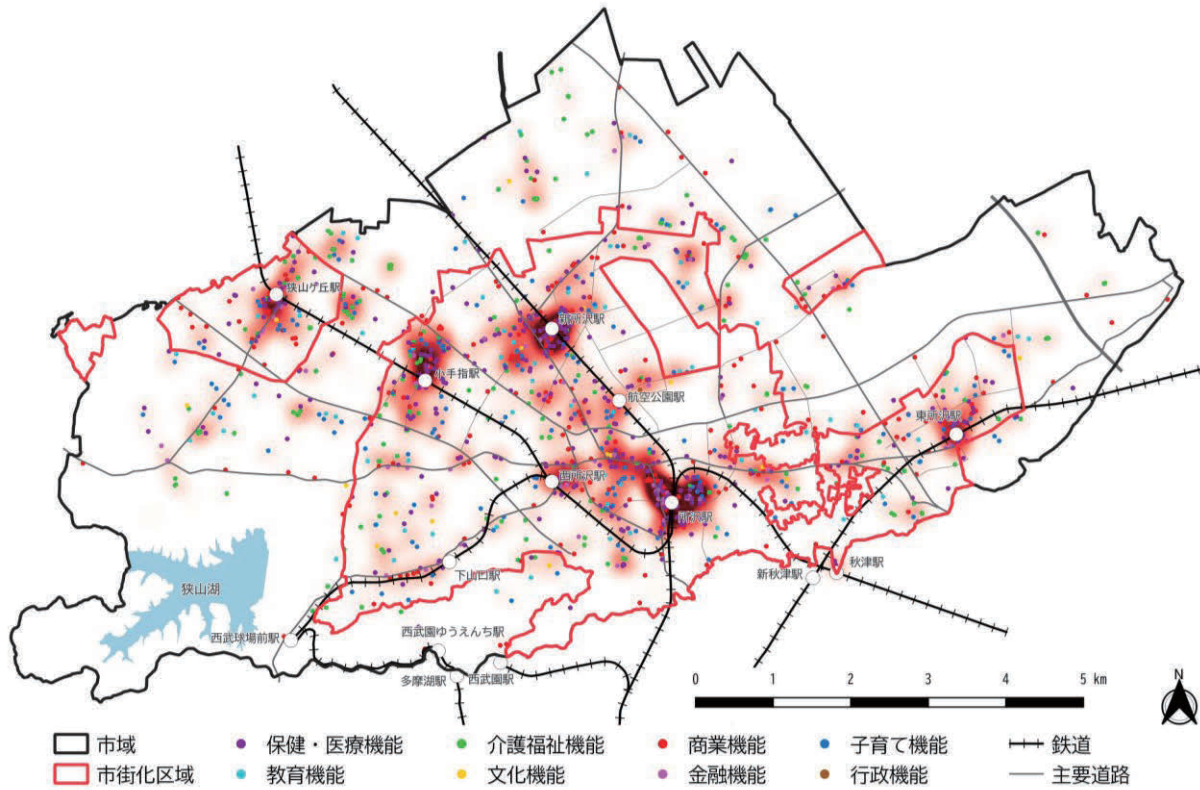 狭山ケ丘駅
新所沢駅
小手指駅
航空公園駅
東所沢駅
西所沢駅
所沢駅
下山口駅
新秋津駅
秋津駅
狭山湖
西武球場前駅
西武園ゆうえんち駅
多摩湖駅
西武園駅
0 1 2 3 4 5 km
N
市域 保健・医療機能 介護福祉機能 商業機能 子育て機能 鉄道
市街化区域 教育機能 文化機能 金融機能 行政機能 主要道路